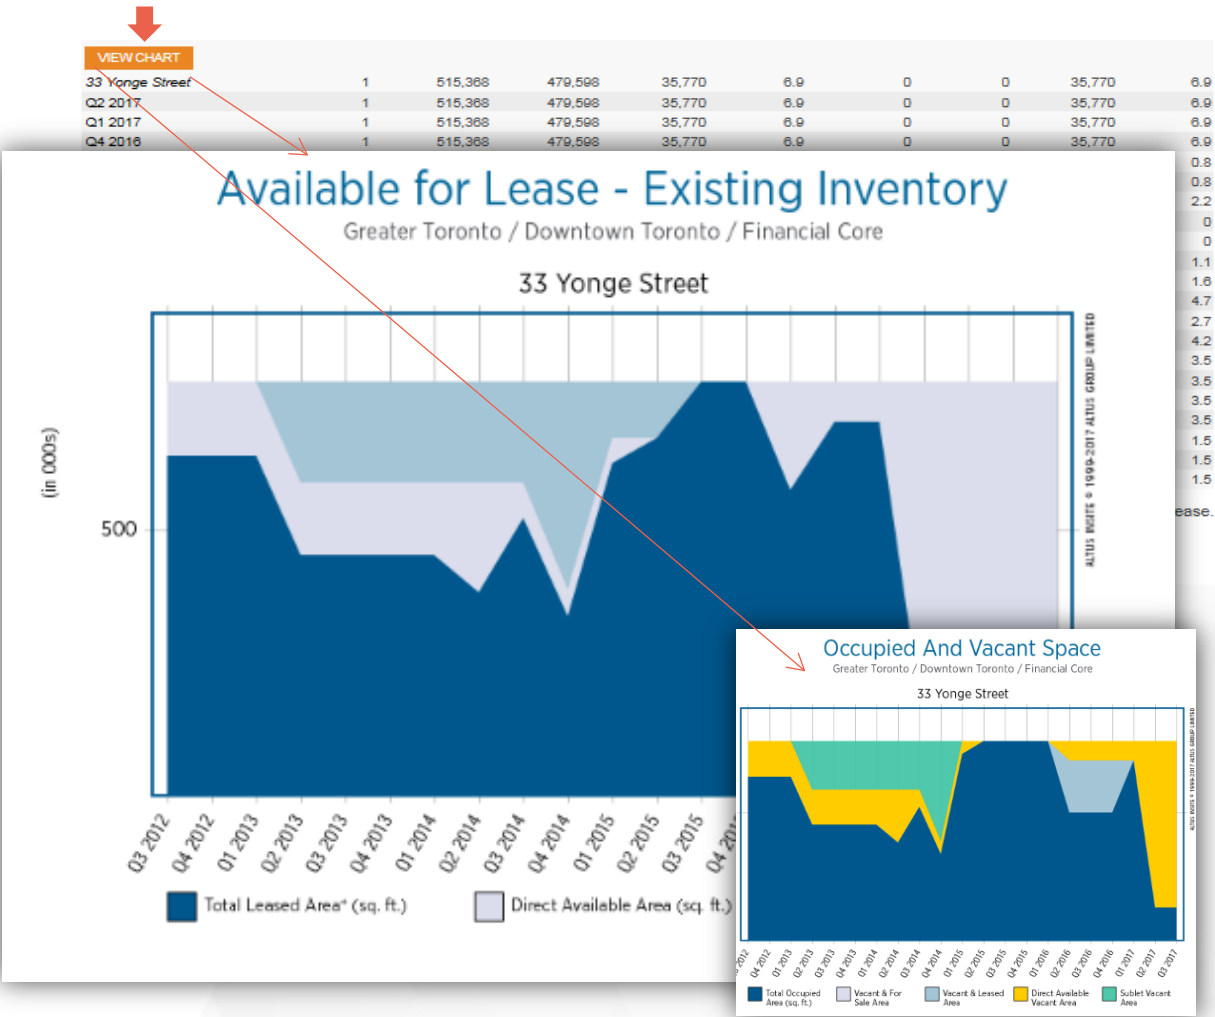 VIEW CHART
33 Yonge Street 1 515,368 479,598 35,770 6.9 0 0 35,770 6.9
Q2 2017 1 515,368 479,598 35,770 6.9 0 0 35,770 6.9
Q1 2017 1 515,368 479,598 35,770 6.9 0 0 35,770 6.9
Q4 2016 1 515,368 479,598 35,770 6.9 0 0 35,770 6.9
0.8
0.8
2.2
0
0
1.1
1.6
4.7
2.7
4.2
3.5
3.5
3.5
3.5
1.5
1.5
1.5
ease.
Available for Lease - Existing Inventory
Greater Toronto / Downtown Toronto / Financial Core
33 Yonge Street
(in 000s)
500
ALTUS INSITE © 1999-2017 ALTUS GROUP LIMITED
Q3 2012
Q4 2012
Q1 2013
Q2 2013
Q3 2013
Q4 2013
Q1 2014
Q2 2014
Q3 2014
Q4 2014
Q1 2015
Q2 2015
Q3 2015
Q4 20
Total Leased Area* (sq. ft.)
Direct Available Area (sq. ft.)
Occupied And Vacant Space
Greater Toronto / Downtown Toronto / Financial Core
33 Yonge Street
ALTUS INSITE © 1999-2017 ALTUS GROUP LIMITED
2012
Q4 2012
Q1 2013
Q2 2013
Q3 2013
Q4 2013
Q1 2014
Q2 2014
Q3 2014
Q4 2014
Q1 2015
Q2 2015
Q3 2015
Q4 2015
Q1 2016
Q2 2016
Q3 2016
Q4 2016
Q1 2017
Q2 2017
Q3 2017
Total Occupied Area (sq. ft.)
Vacant & For Sale Area
Vacant & Leased Area
Direct Available Vacant Area
Sublet Vacant Area